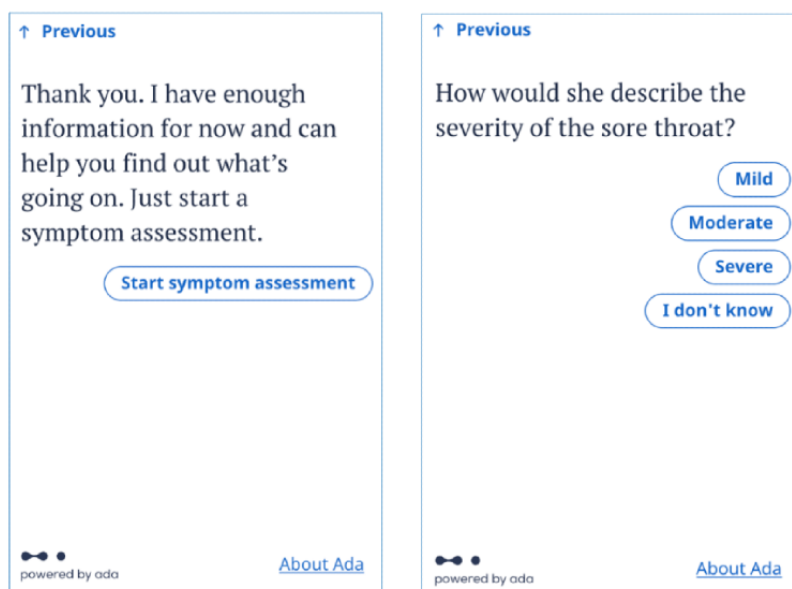 ↑ Previous
Thank you. I have enough
information for now and can
help you find out what's
going on. Just start a
symptom assessment.
Start symptom assessment
powered by ada
About Ada
↑ Previous
How would she describe the
severity of the sore throat?
Mild
Moderate
Severe
I don't know
powered by ada
About Ada